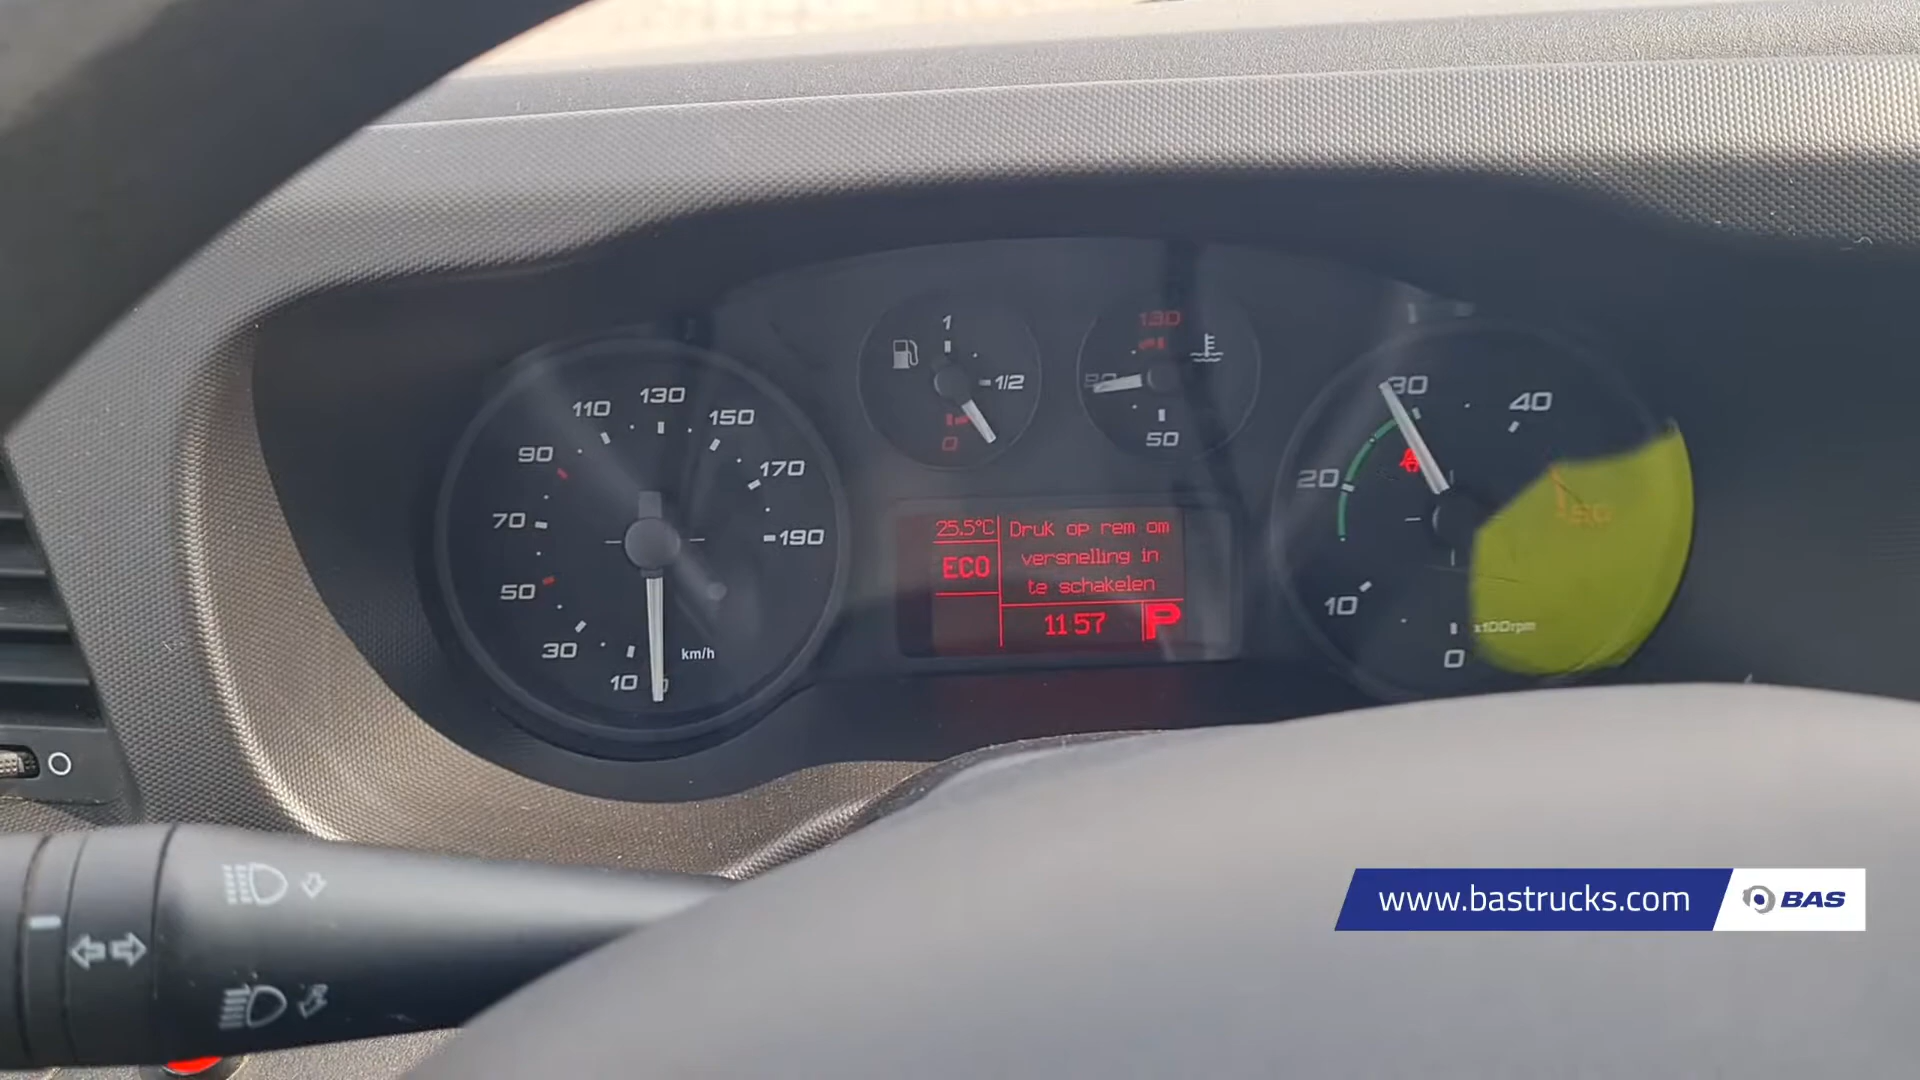 1
1/2
0
130
90
50
10
30
50
70
90
110
130
150
170
190
km/h
25.5°C
ECO
Druk op rem om
versnelling in
te schakelen
11:57
P
0
10
20
30
40
x100rpm
www.bastrucks.com
BAS